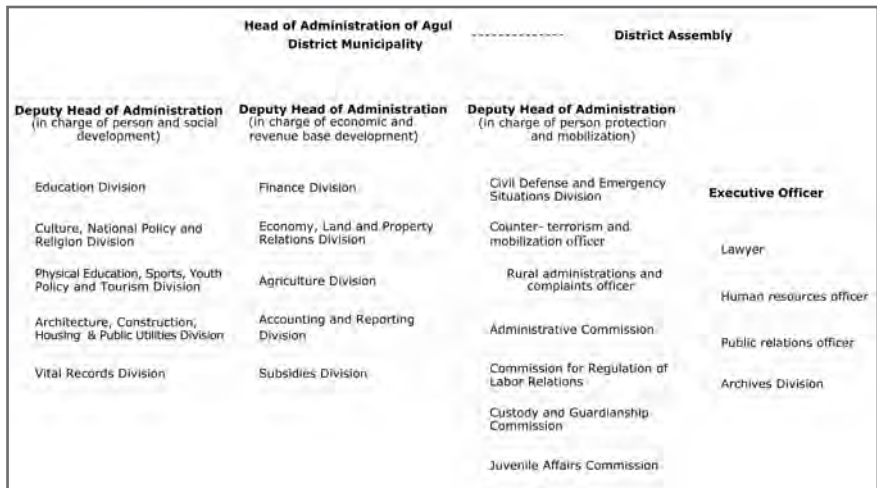 Head of Administration of Agul
District Municipality
District Assembly
Deputy Head of Administration
(in charge of person and social
development)
Deputy Head of Administration
(in charge of economic and
revenue base development)
Deputy Head of Administration
(in charge of person protection
and mobilization)
Education Division
Culture, National Policy and
Religion Division
Physical Education, Sports, Youth
Policy and Tourism Division
Architecture, Construction,
Housing & Public Utilities Division
Vital Records Division
Finance Division
Economy, Land and Property
Relations Division
Agriculture Division
Accounting and Reporting
Division
Subsidies Division
Civil Defense and Emergency
Situations Division
Counter- terrorism and
mobilization officer
Rural administrations and
complaints officer
Administrative Commission
Commission for Regulation of
Labor Relations
Custody and Guardianship
Commission
Juvenile Affairs Commission
Executive Officer
Lawyer
Human resources officer
Public relations officer
Archives Division